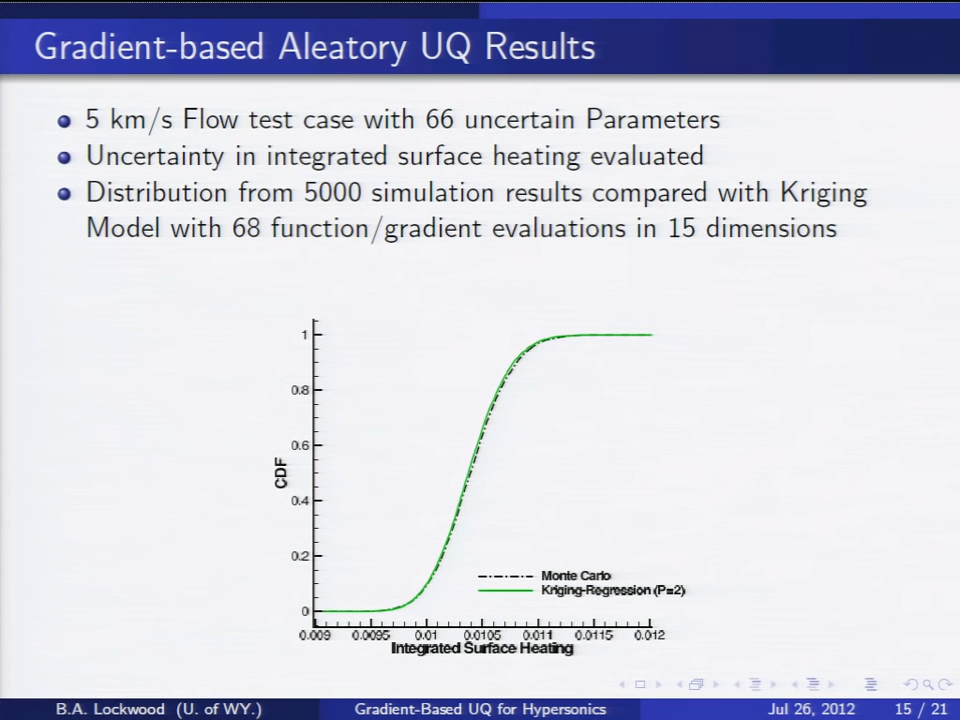 Gradient-based Aleatory UQ Results
5 km/s Flow test case with 66 uncertain Parameters
Uncertainty in integrated surface heating evaluated
Distribution from 5000 simulation results compared with Kriging
Model with 68 function/gradient evaluations in 15 dimensions
1
0.8
0.6
0.4
0.2
0
CDF
Monte Carlo
Kriging-Regression (P=2)
0.009 0.0095 0.01 0.0105 0.011 0.0115 0.012
Integrated Surface Heating
B.A. Lockwood (U. of WY.) Gradient-Based UQ for Hypersonics Jul 26, 2012 15 / 21